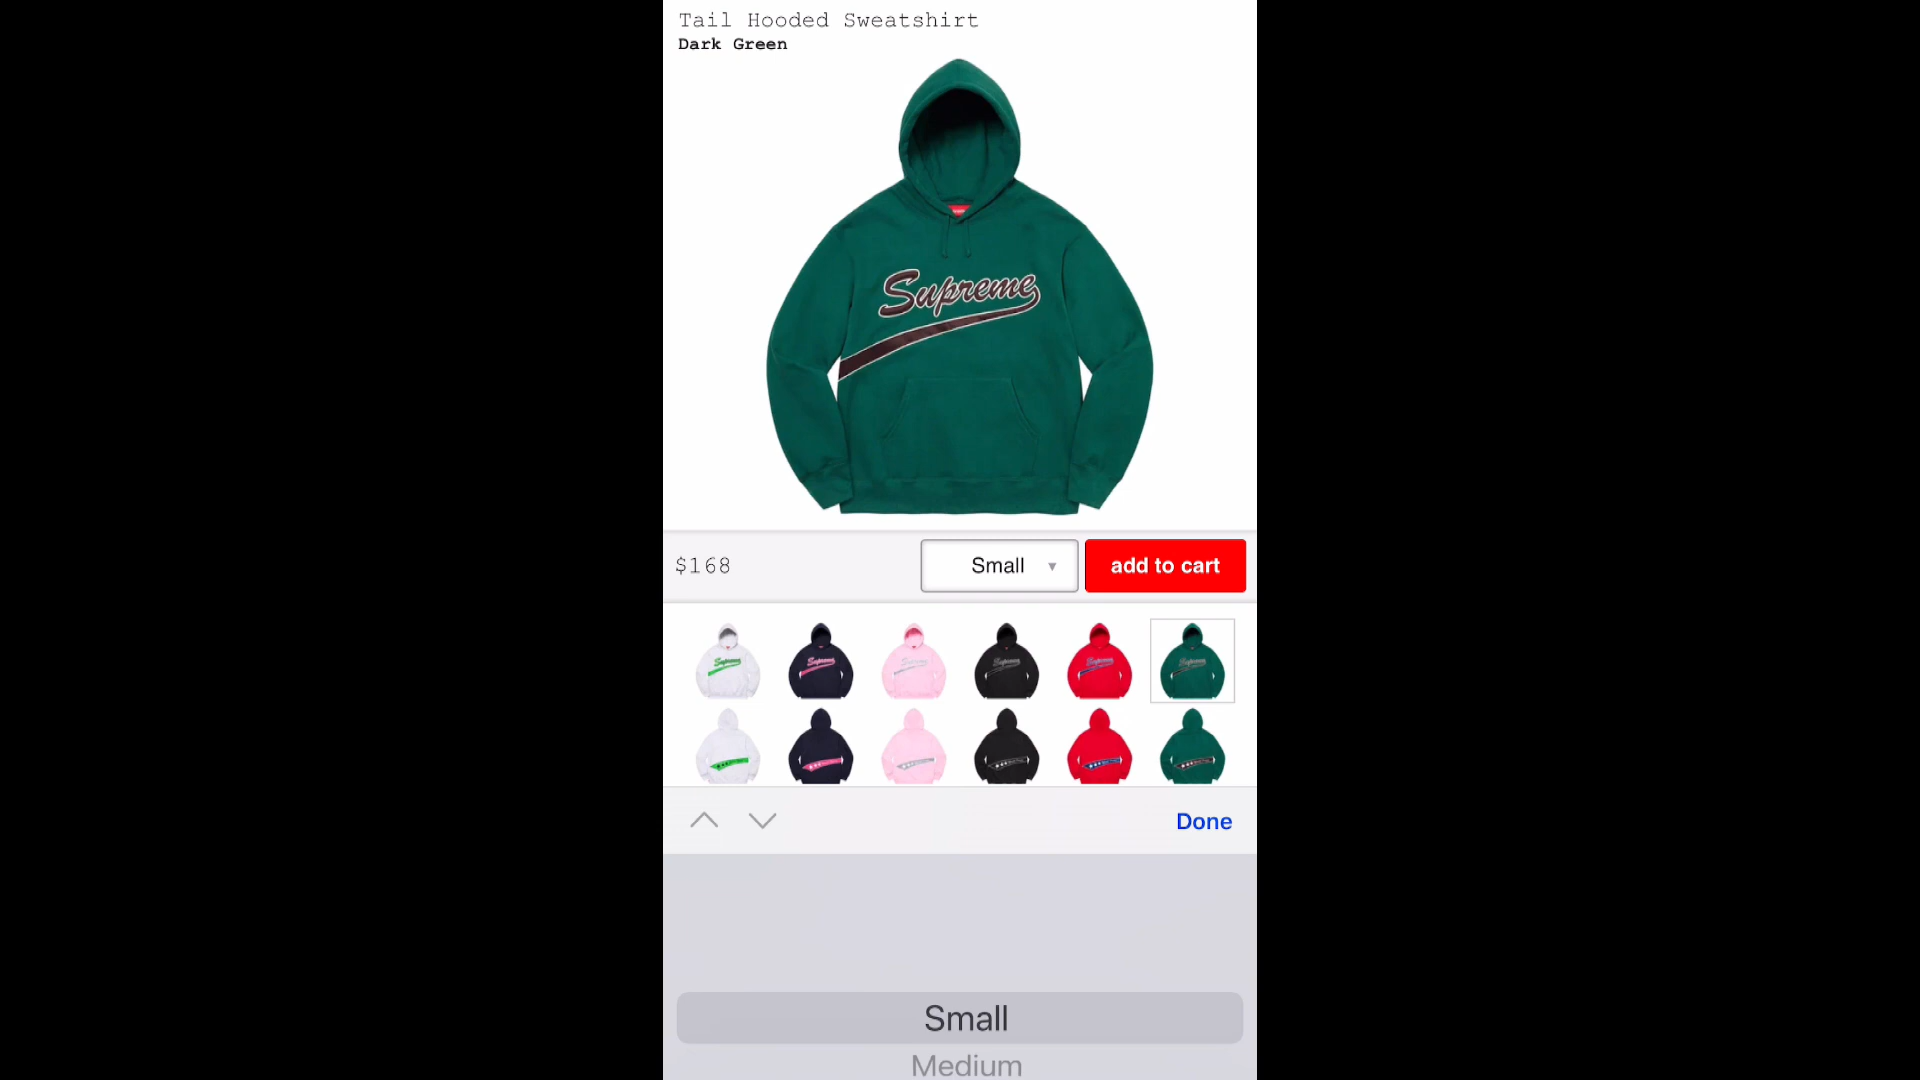 Tail Hooded Sweatshirt
Dark Green
Supreme
$168
Small
add to cart
Done
Small
Medium